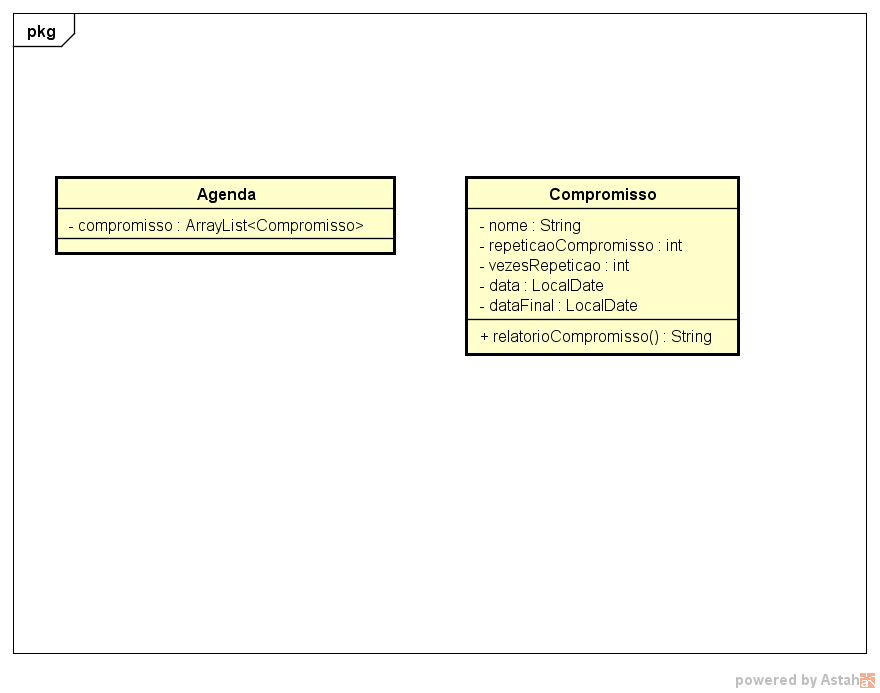 pkg
Agenda
- compromisso : ArrayList<Compromisso>
Compromisso
- nome : String
- repeticaoCompromisso : int
- vezesRepeticao : int
- data : LocalDate
- dataFinal : LocalDate
+ relatorioCompromisso() : String
powered by Astah